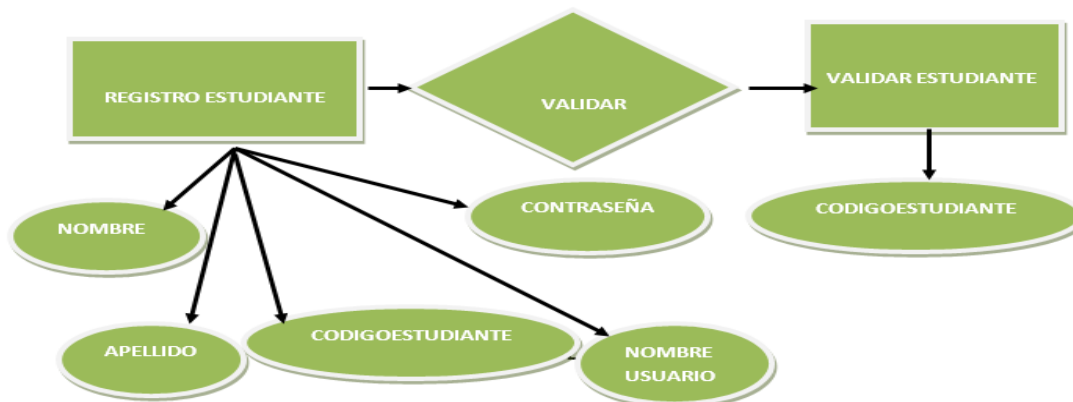 REGISTRO ESTUDIANTE
VALIDAR
VALIDAR ESTUDIANTE
NOMBRE
CONTRASEÑA
CODIGOESTUDIANTE
APELLIDO
CODIGOESTUDIANTE
NOMBRE
USUARIO